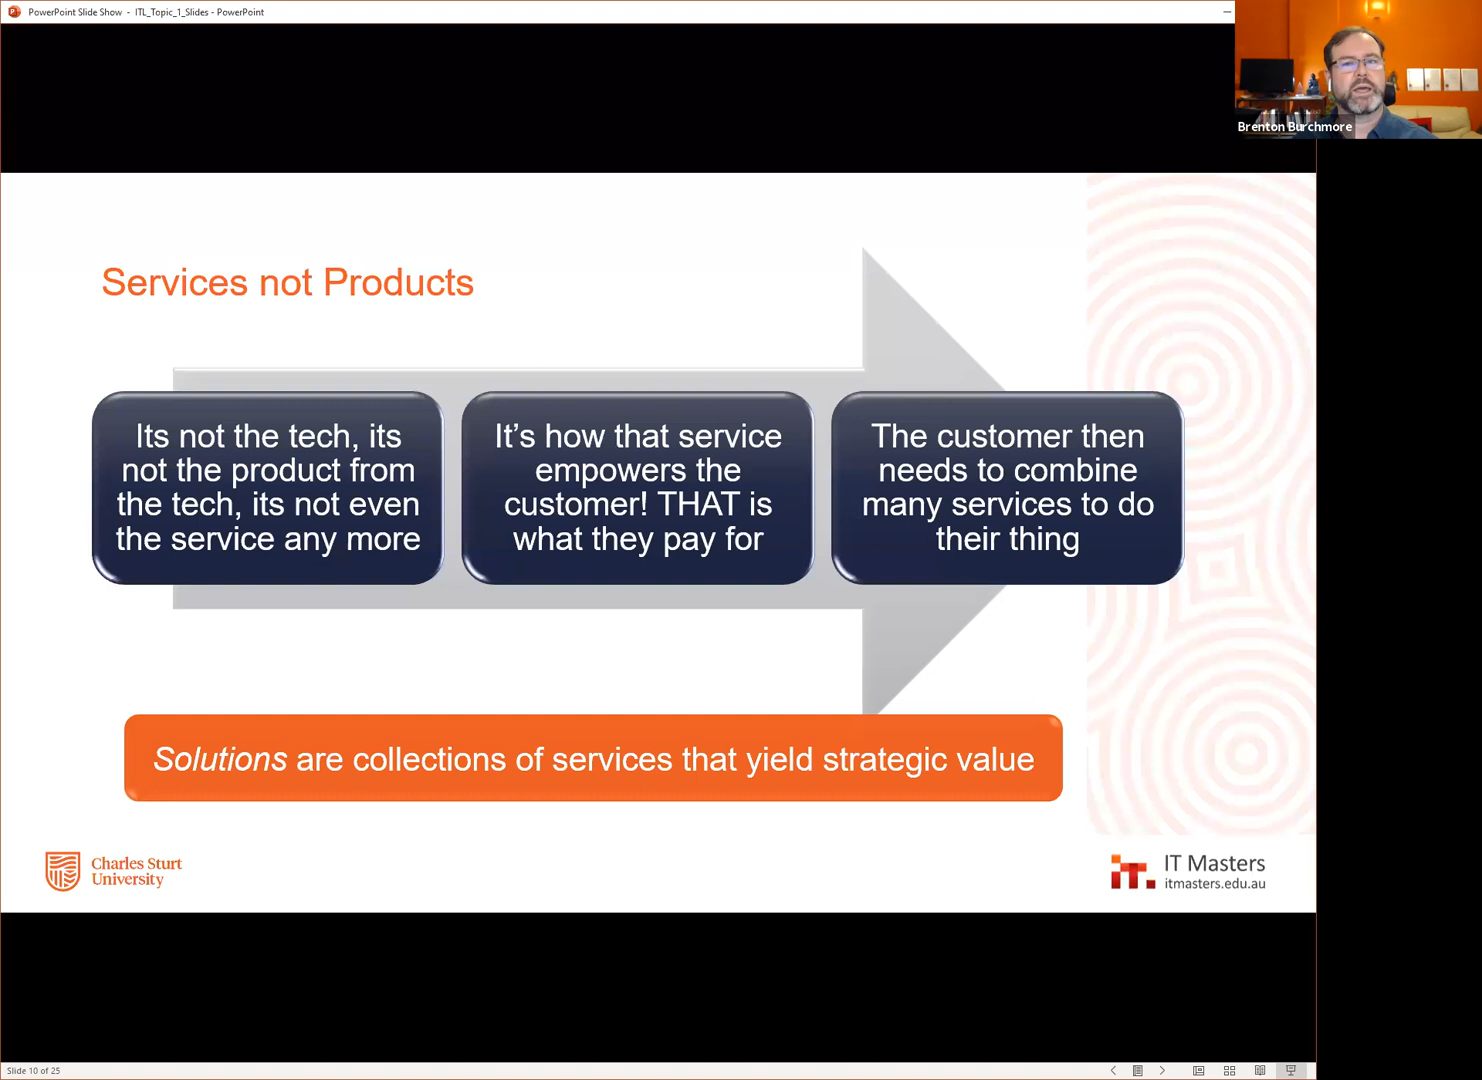 PowerPoint Slide Show - ITL_Topic_1_Slides - PowerPoint
Brenton Burchmore
Services not Products
Its not the tech, its
not the product from
the tech, its not even
the service any more
It’s how that service
empowers the
customer! THAT is
what they pay for
The customer then
needs to combine
many services to do
their thing
Solutions are collections of services that yield strategic value
Charles Sturt
University
it.
IT Masters
itmasters.edu.au
Slide 10 of 25